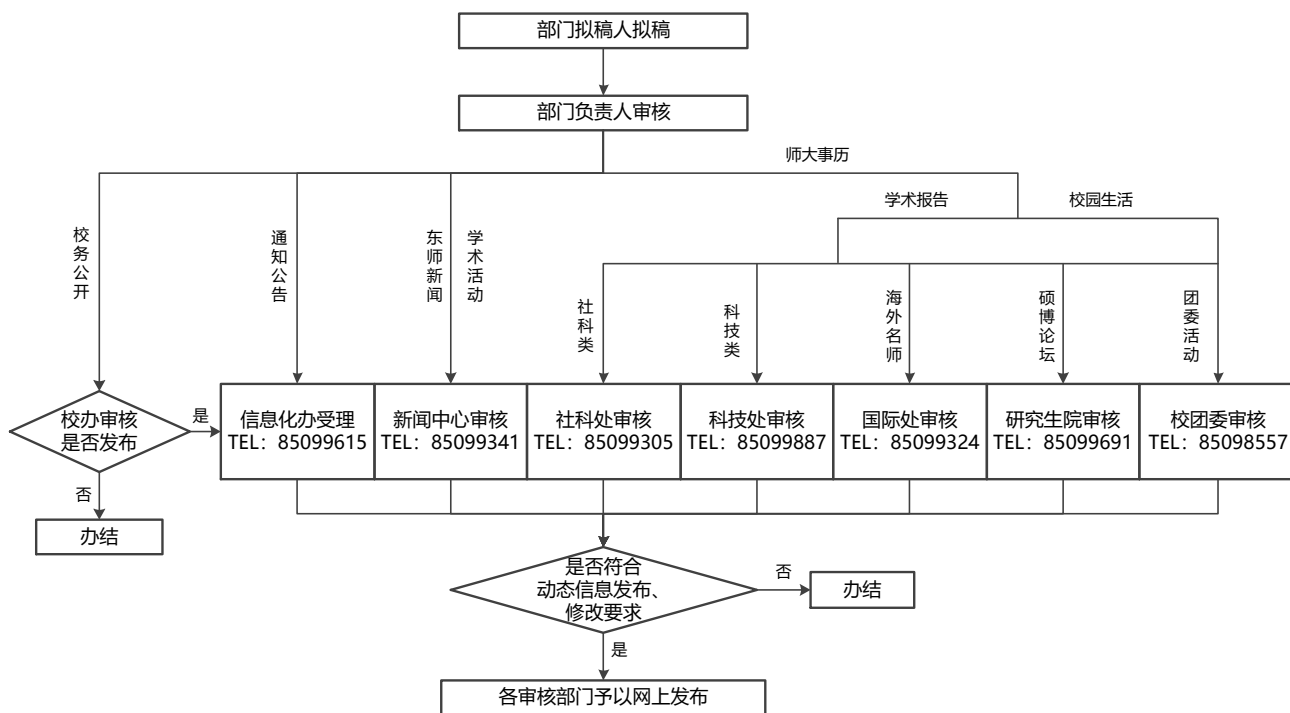 部门拟稿人拟稿
部门负责人审核
师大事历
学术报告
校园生活
校务公开
通知公告
东师新闻
学术活动
社科类
科技类
海外名师
硕博论坛
团委活动
校办审核
是否发布
是
信息化办受理
TEL：85099615
新闻中心审核
TEL：85099341
社科处审核
TEL：85099305
科技处审核
TEL：85099887
国际处审核
TEL：85099324
研究生院审核
TEL：85099691
校团委审核
TEL：85098557
否
办结
是否符合
动态信息发布、
修改要求
否
办结
是
各审核部门予以网上发布